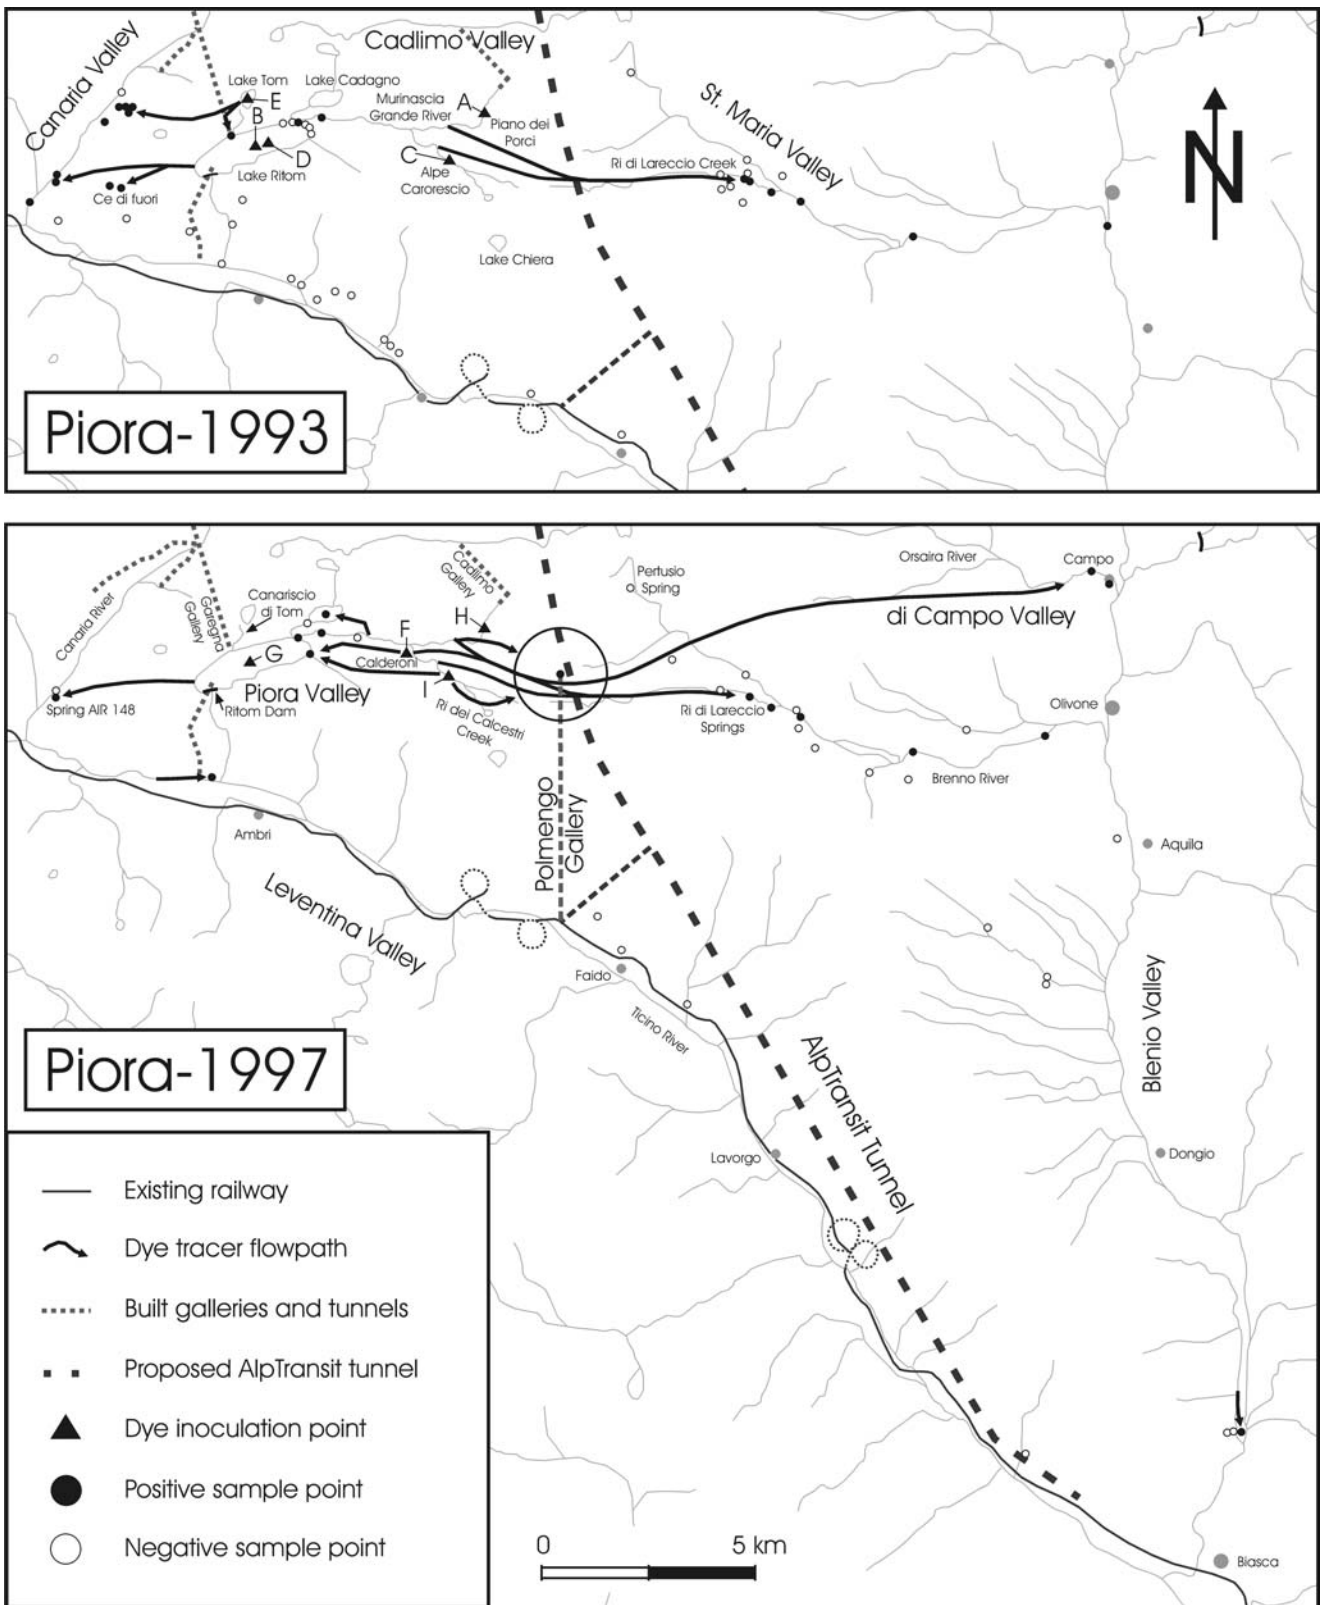 Canaria Valley
Cadlimo Valley
Lake Tom
Lake Cadagno
E
B
D
Murinascia
Grande River
A
Piano dei
Porci
St. Maria Valley
N
C
Alpe
Carorescio
Ri di Lareccio Creek
Lake Ritom
Ce di fuori
Lake Chiera
Piora-1993
Canaria River
Garegna
Gallery
Canariscio
di Tom
Cadlimo
Gallery
H
F
G
Calderoni
I
Pertusio
Spring
Orsaira River
Campo
di Campo Valley
Spring AIR 148
Piora Valley
Ritom Dam
Ri dei Calcestri
Creek
Ri di Lareccio
Springs
Olivone
Brenno River
Polmengo
Gallery
Ambri
Aquila
Leventina Valley
Faido
Ticino River
Blenio Valley
Piora-1997
AlpTransit Tunnel
Lavorgo
Dongio
Existing railway
Dye tracer flowpath
Built galleries and tunnels
Proposed AlpTransit tunnel
Dye inoculation point
Positive sample point
Negative sample point
0 5 km
Biasca